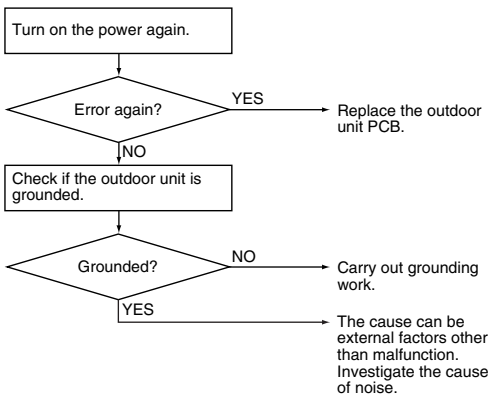 Turn on the power again.
Error again?
YES
Replace the outdoor
unit PCB.
NO
Check if the outdoor unit is
grounded.
Grounded?
NO
Carry out grounding
work.
YES
The cause can be
external factors other
than malfunction.
Investigate the cause
of noise.